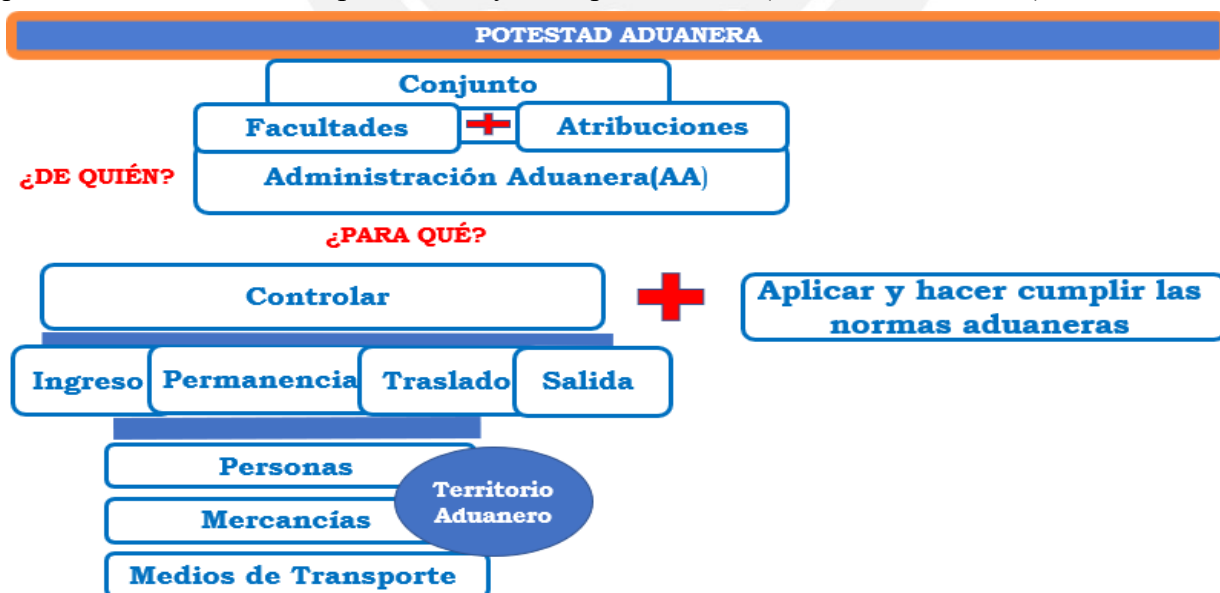 POTESTAD ADUANERA
Conjunto
Facultades + Atribuciones
¿DE QUIÉN?
Administración Aduanera(AA)
¿PARA QUÉ?
Controlar
Aplicar y hacer cumplir las
normas aduaneras
Ingreso
Permanencia
Traslado
Salida
Personas
Mercancías
Medios de Transporte
Territorio
Aduanero